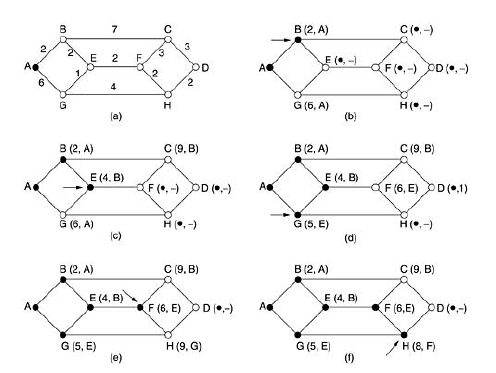 B 7 C
2 2 3 3
A E 2 F D
6 1 2 2
G 4 H
(a)
B (2, A) C (●, –)
A E (●, –) F (●, –) D (●, –)
G (6, A) H (●, –)
(b)
B (2, A) C (9, B)
E (4, B)
A F (●, –) D (●, –)
G (6, A) H (●, –)
(c)
B (2, A) C (9, B)
E (4, B)
A F (6, E) D (●,1)
G (5, E) H (●, –)
(d)
B (2, A) C (9, B)
E (4, B)
A F (6, E) D (●,–)
G (5, E) H (9, G)
(e)
B (2, A) C (9, B)
E (4, B)
A F (6,E) D (●,–)
G (5, E) H (8, F)
(f)